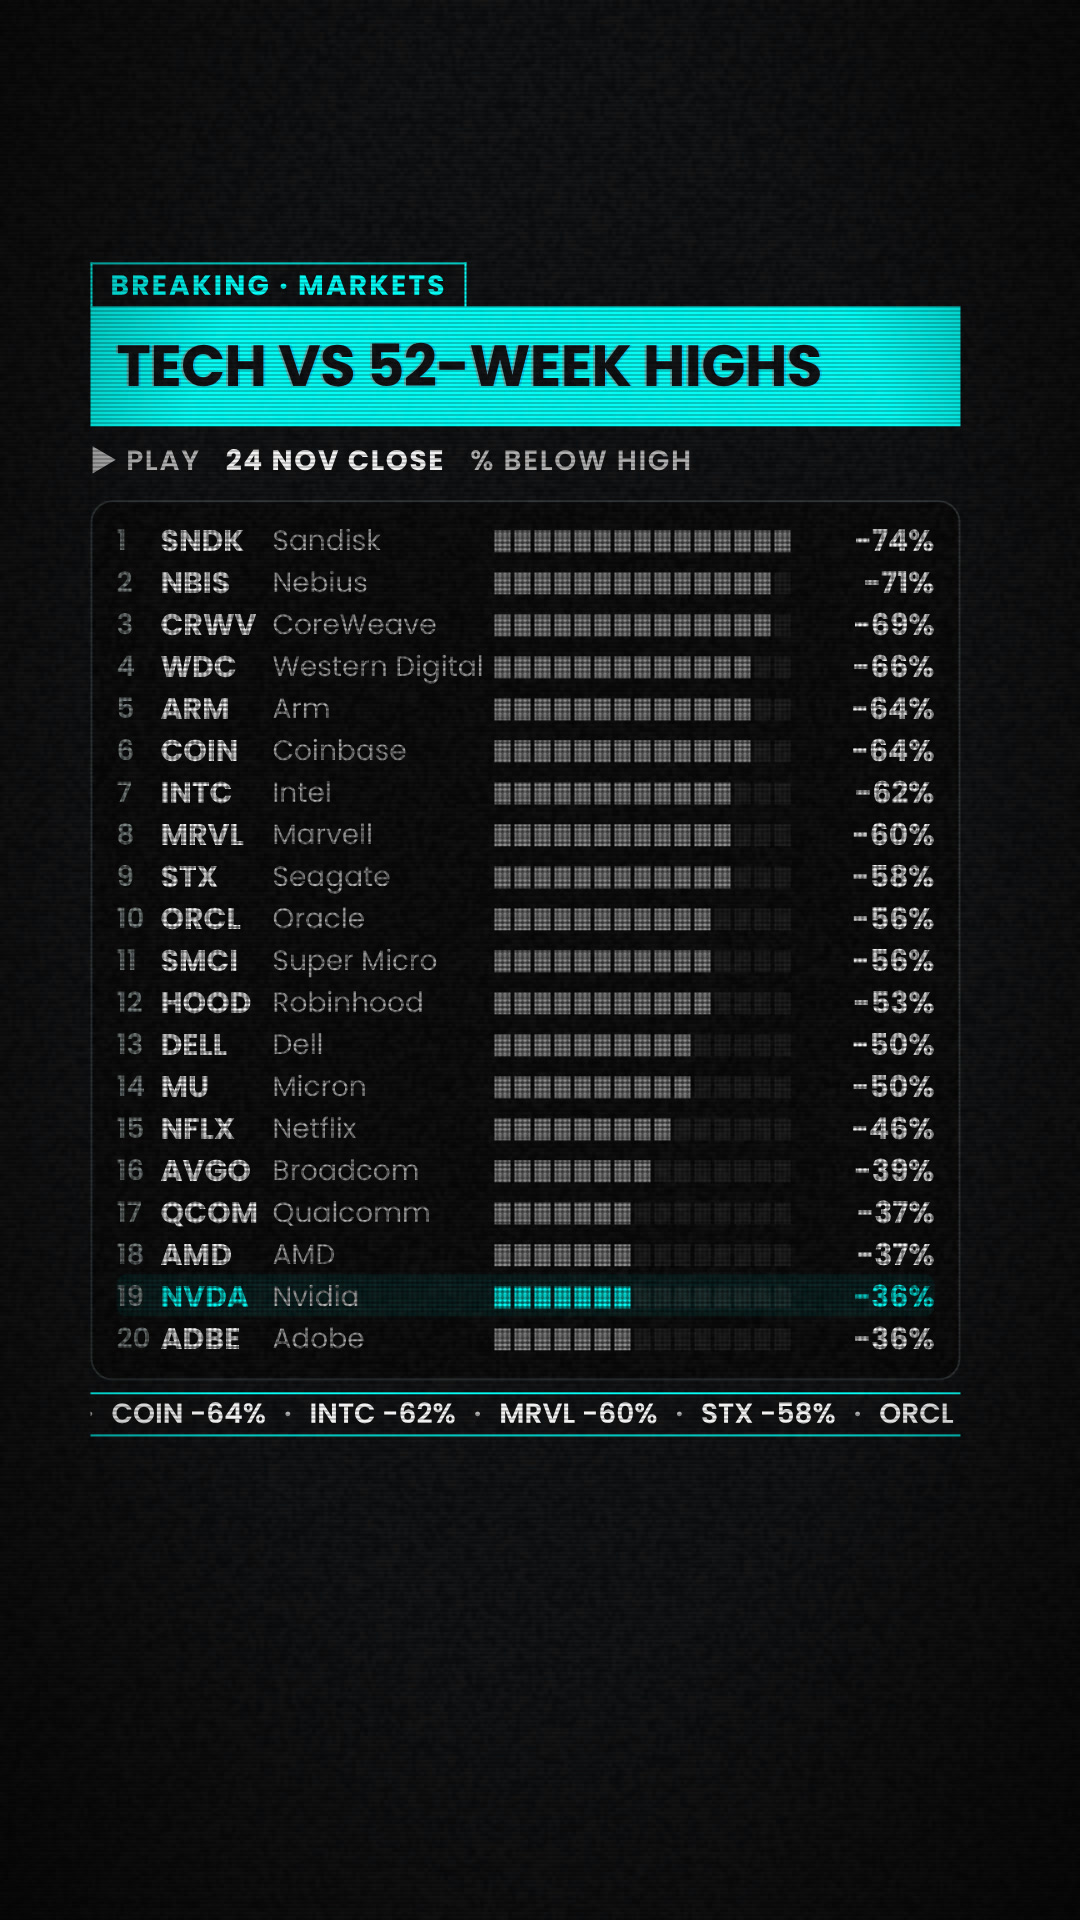 BREAKING · MARKETS
TECH VS 52-WEEK HIGHS
▶ PLAY 24 NOV CLOSE % BELOW HIGH
1 SNDK Sandisk -74%
2 NBIS Nebius -71%
3 CRWV CoreWeave -69%
4 WDC Western Digital -66%
5 ARM Arm -64%
6 COIN Coinbase -64%
7 INTC Intel -62%
8 MRVL Marvell -60%
9 STX Seagate -58%
10 ORCL Oracle -56%
11 SMCI Super Micro -56%
12 HOOD Robinhood -53%
13 DELL Dell -50%
14 MU Micron -50%
15 NFLX Netflix -46%
16 AVGO Broadcom -39%
17 QCOM Qualcomm -37%
18 AMD AMD -37%
19 NVDA Nvidia -36%
20 ADBE Adobe -36%
· COIN -64% · INTC -62% · MRVL -60% · STX -58% · ORCL